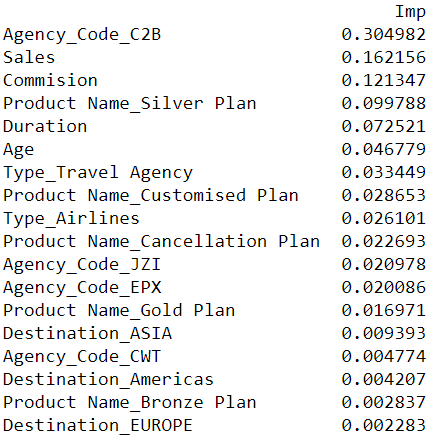 Imp
Agency_Code_C2B 0.304982
Sales 0.162156
Commision 0.121347
Product Name_Silver Plan 0.099788
Duration 0.072521
Age 0.046779
Type_Travel Agency 0.033449
Product Name_Customised Plan 0.028653
Type_Airlines 0.026101
Product Name_Cancellation Plan 0.022693
Agency_Code_JZI 0.020978
Agency_Code_EPX 0.020086
Product Name_Gold Plan 0.016971
Destination_ASIA 0.009393
Agency_Code_CWT 0.004774
Destination_Americas 0.004207
Product Name_Bronze Plan 0.002837
Destination_EUROPE 0.002283